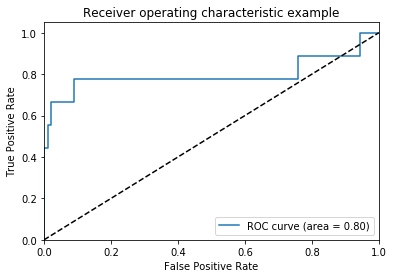 Receiver operating characteristic example
1.0
0.8
0.6
0.4
0.2
0.0
True Positive Rate
ROC curve (area = 0.80)
0.0 0.2 0.4 0.6 0.8 1.0
False Positive Rate